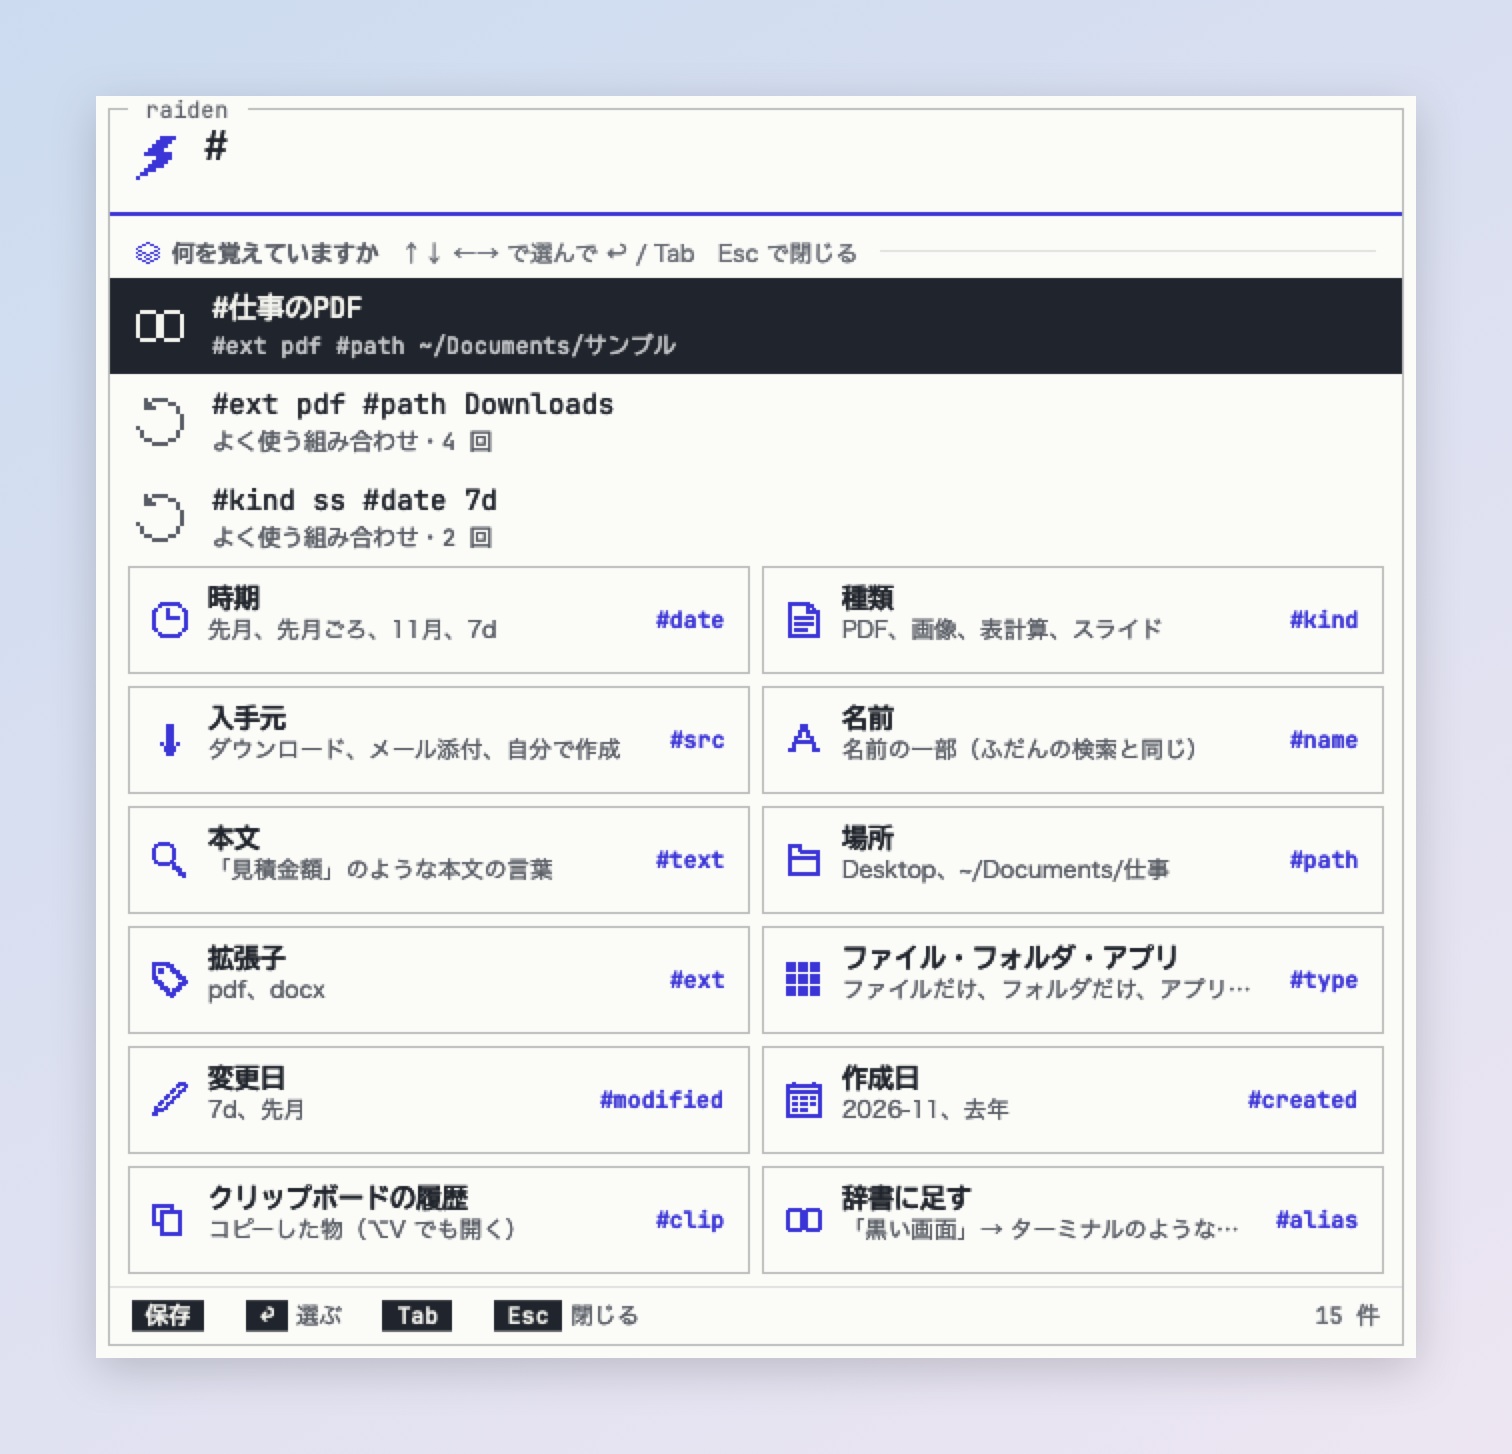 raiden
#
何を覚えていますか ↑↓ ←→ で選んで ↩ / Tab Esc で閉じる
#仕事のPDF
#ext pdf #path ~/Documents/サンプル
#ext pdf #path Downloads
よく使う組み合わせ・4 回
#kind ss #date 7d
よく使う組み合わせ・2 回
時期
先月、先月ごろ、11月、7d
#date
種類
PDF、画像、表計算、スライド
#kind
入手元
ダウンロード、メール添付、自分で作成
#src
名前
名前の一部（ふだんの検索と同じ）
#name
本文
「見積金額」のような本文の言葉
#text
場所
Desktop、~/Documents/仕事
#path
拡張子
pdf、docx
#ext
ファイル・フォルダ・アプリ
ファイルだけ、フォルダだけ、アプリ…
#type
変更日
7d、先月
#modified
作成日
2026-11、去年
#created
クリップボードの履歴
コピーした物（⌥V でも開く）
#clip
辞書に足す
「黒い画面」→ ターミナルのような…
#alias
保存 ↩ 選ぶ Tab Esc 閉じる 15 件